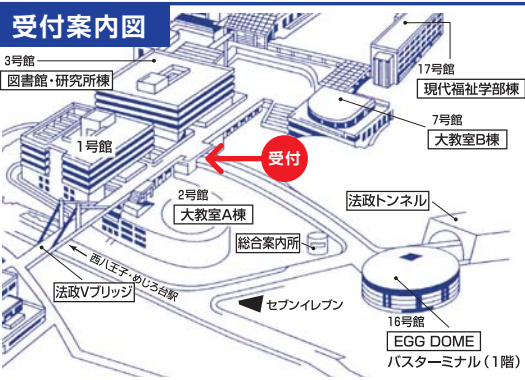 受付案内図
3号館
図書館・研究所棟
17号館
現代福祉学部棟
7号館
大教室B棟
1号館
受付
2号館
大教室A棟
法政トンネル
総合案内所
西八王子・めじろ台駅
法政Vブリッジ
セブンイレブン
16号館
EGG DOME
バスターミナル(1階)